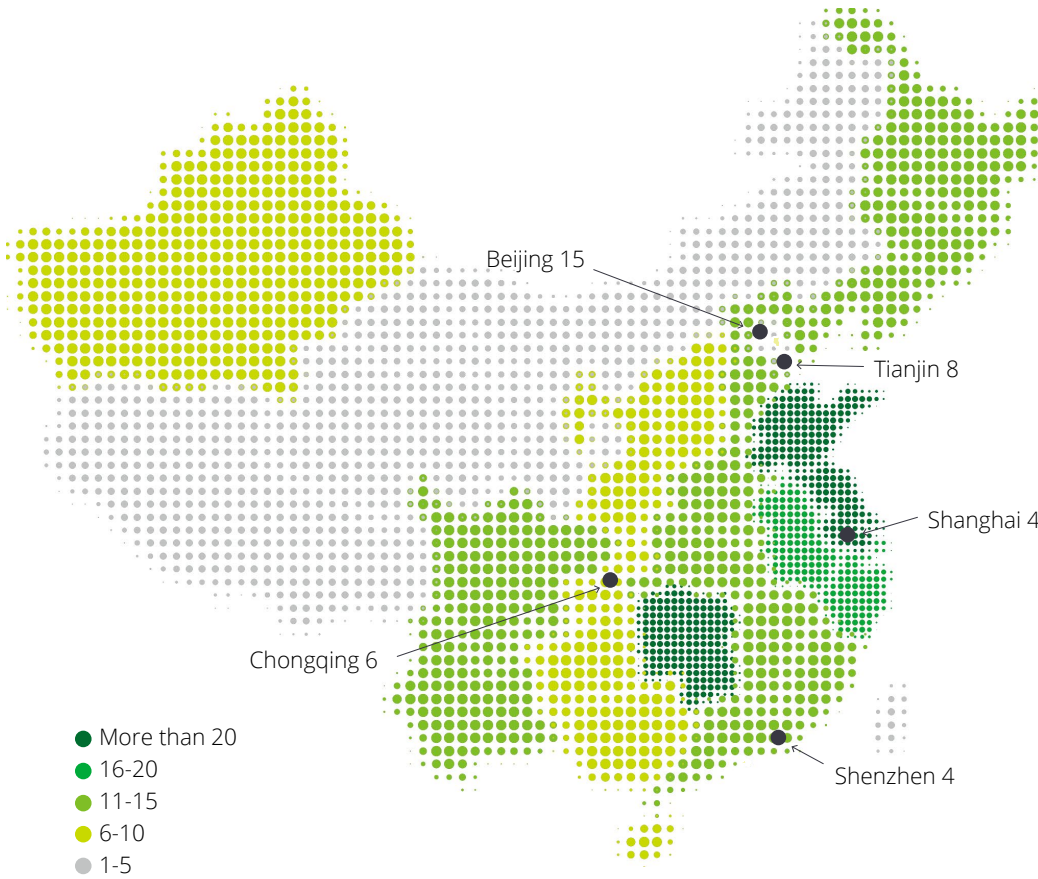 Beijing 15
Tianjin 8
Shanghai 4
Chongqing 6
Shenzhen 4
More than 20
16-20
11-15
6-10
1-5